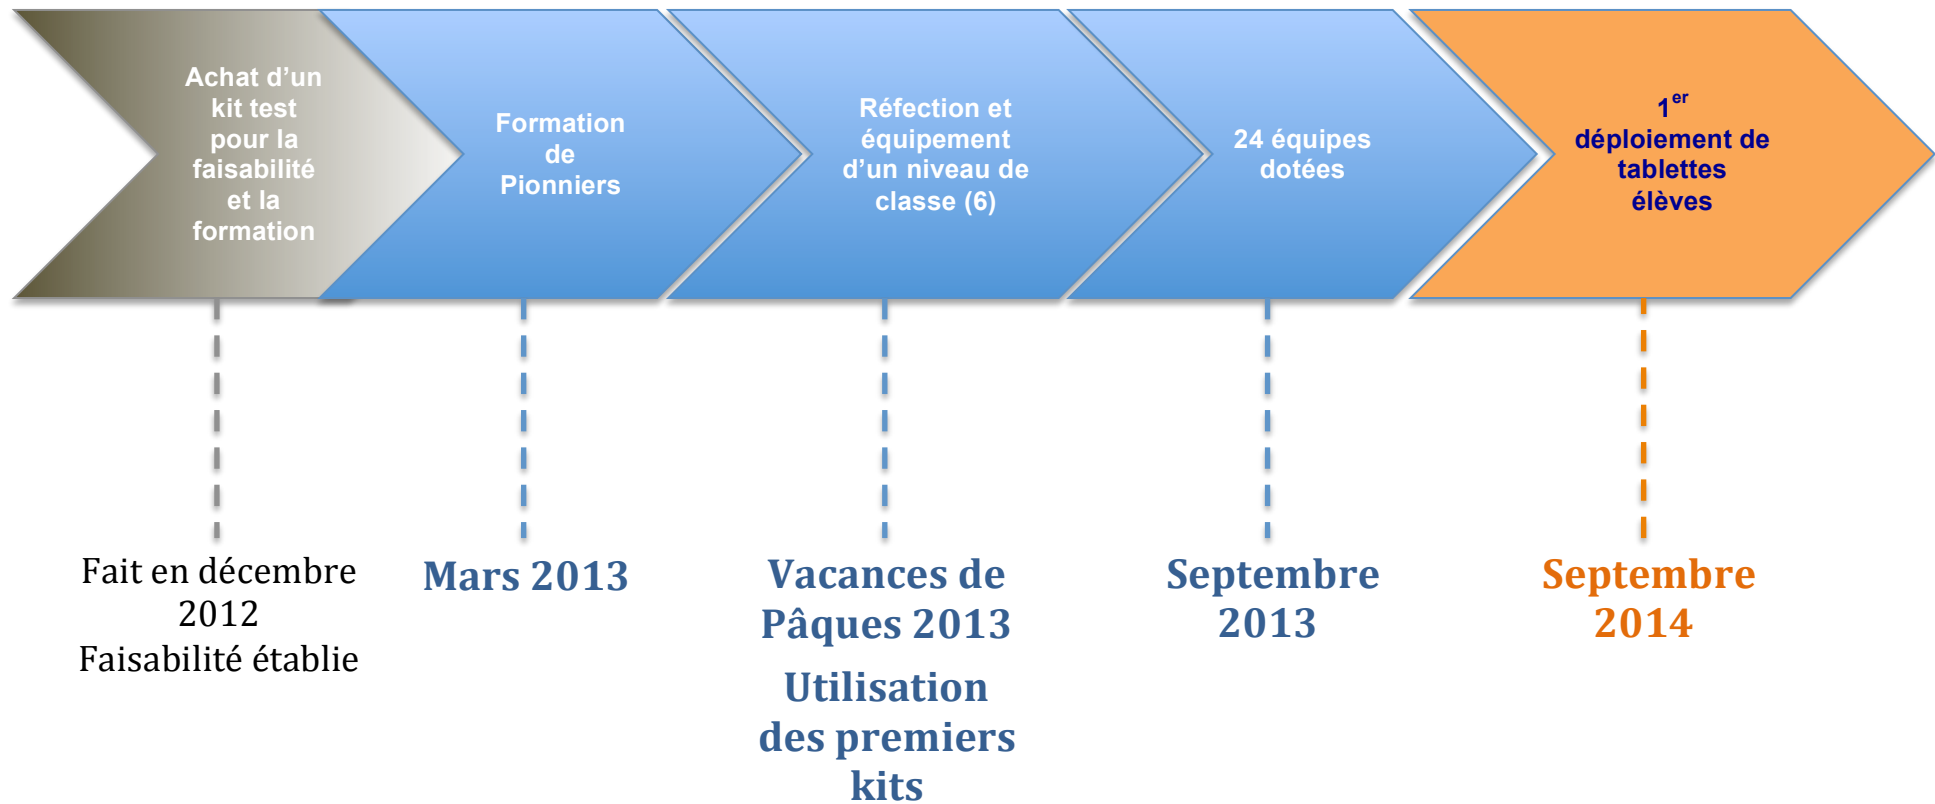 Achat d’un
kit test
pour la
faisabilité
et la
formation
Formation
de
Pionniers
Réfection et
équipement
d’un niveau de
classe (6)
24 équipes
dotées
1er
déploiement de
tablettes
élèves
Fait en décembre
2012
Faisabilité établie
Mars 2013
Vacances de
Pâques 2013
Utilisation
des premiers
kits
Septembre
2013
Septembre
2014